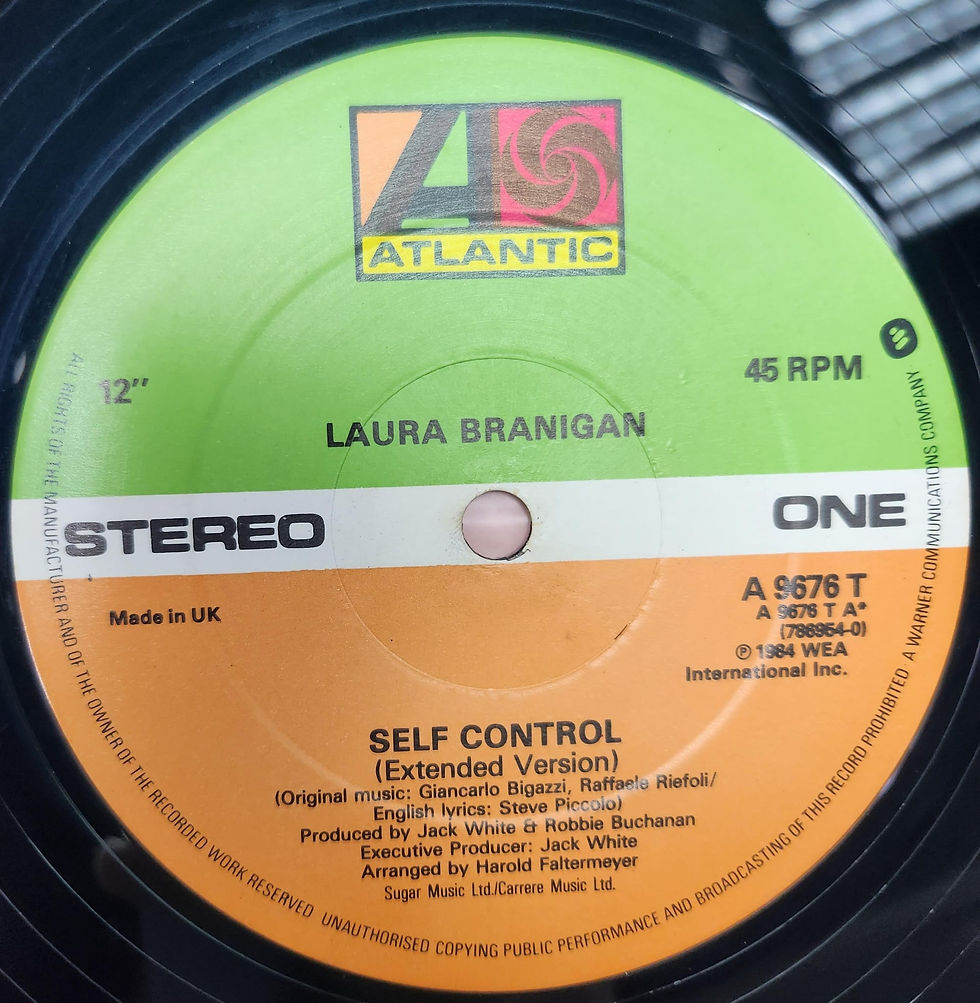 A
ATLANTIC
12"
45 RPM
LAURA BRANIGAN
STEREO
ONE
Made in UK
A 9676 T
A 9676 T A*
(786954-0)
Ⓟ 1984 WEA
International Inc.
SELF CONTROL
(Extended Version)
(Original music: Giancarlo Bigazzi, Raffaele Riefoli/
English lyrics: Steve Piccolo)
Produced by Jack White & Robbie Buchanan
Executive Producer: Jack White
Arranged by Harold Faltermeyer
Sugar Music Ltd./Carrere Music Ltd.
ALL RIGHTS OF THE MANUFACTURER AND OF THE OWNER OF THE RECORDED WORK RESERVED UNAUTHORISED COPYING PUBLIC PERFORMANCE AND BROADCASTING OF THIS RECORD PROHIBITED A WARNER COMMUNICATIONS COMPANY